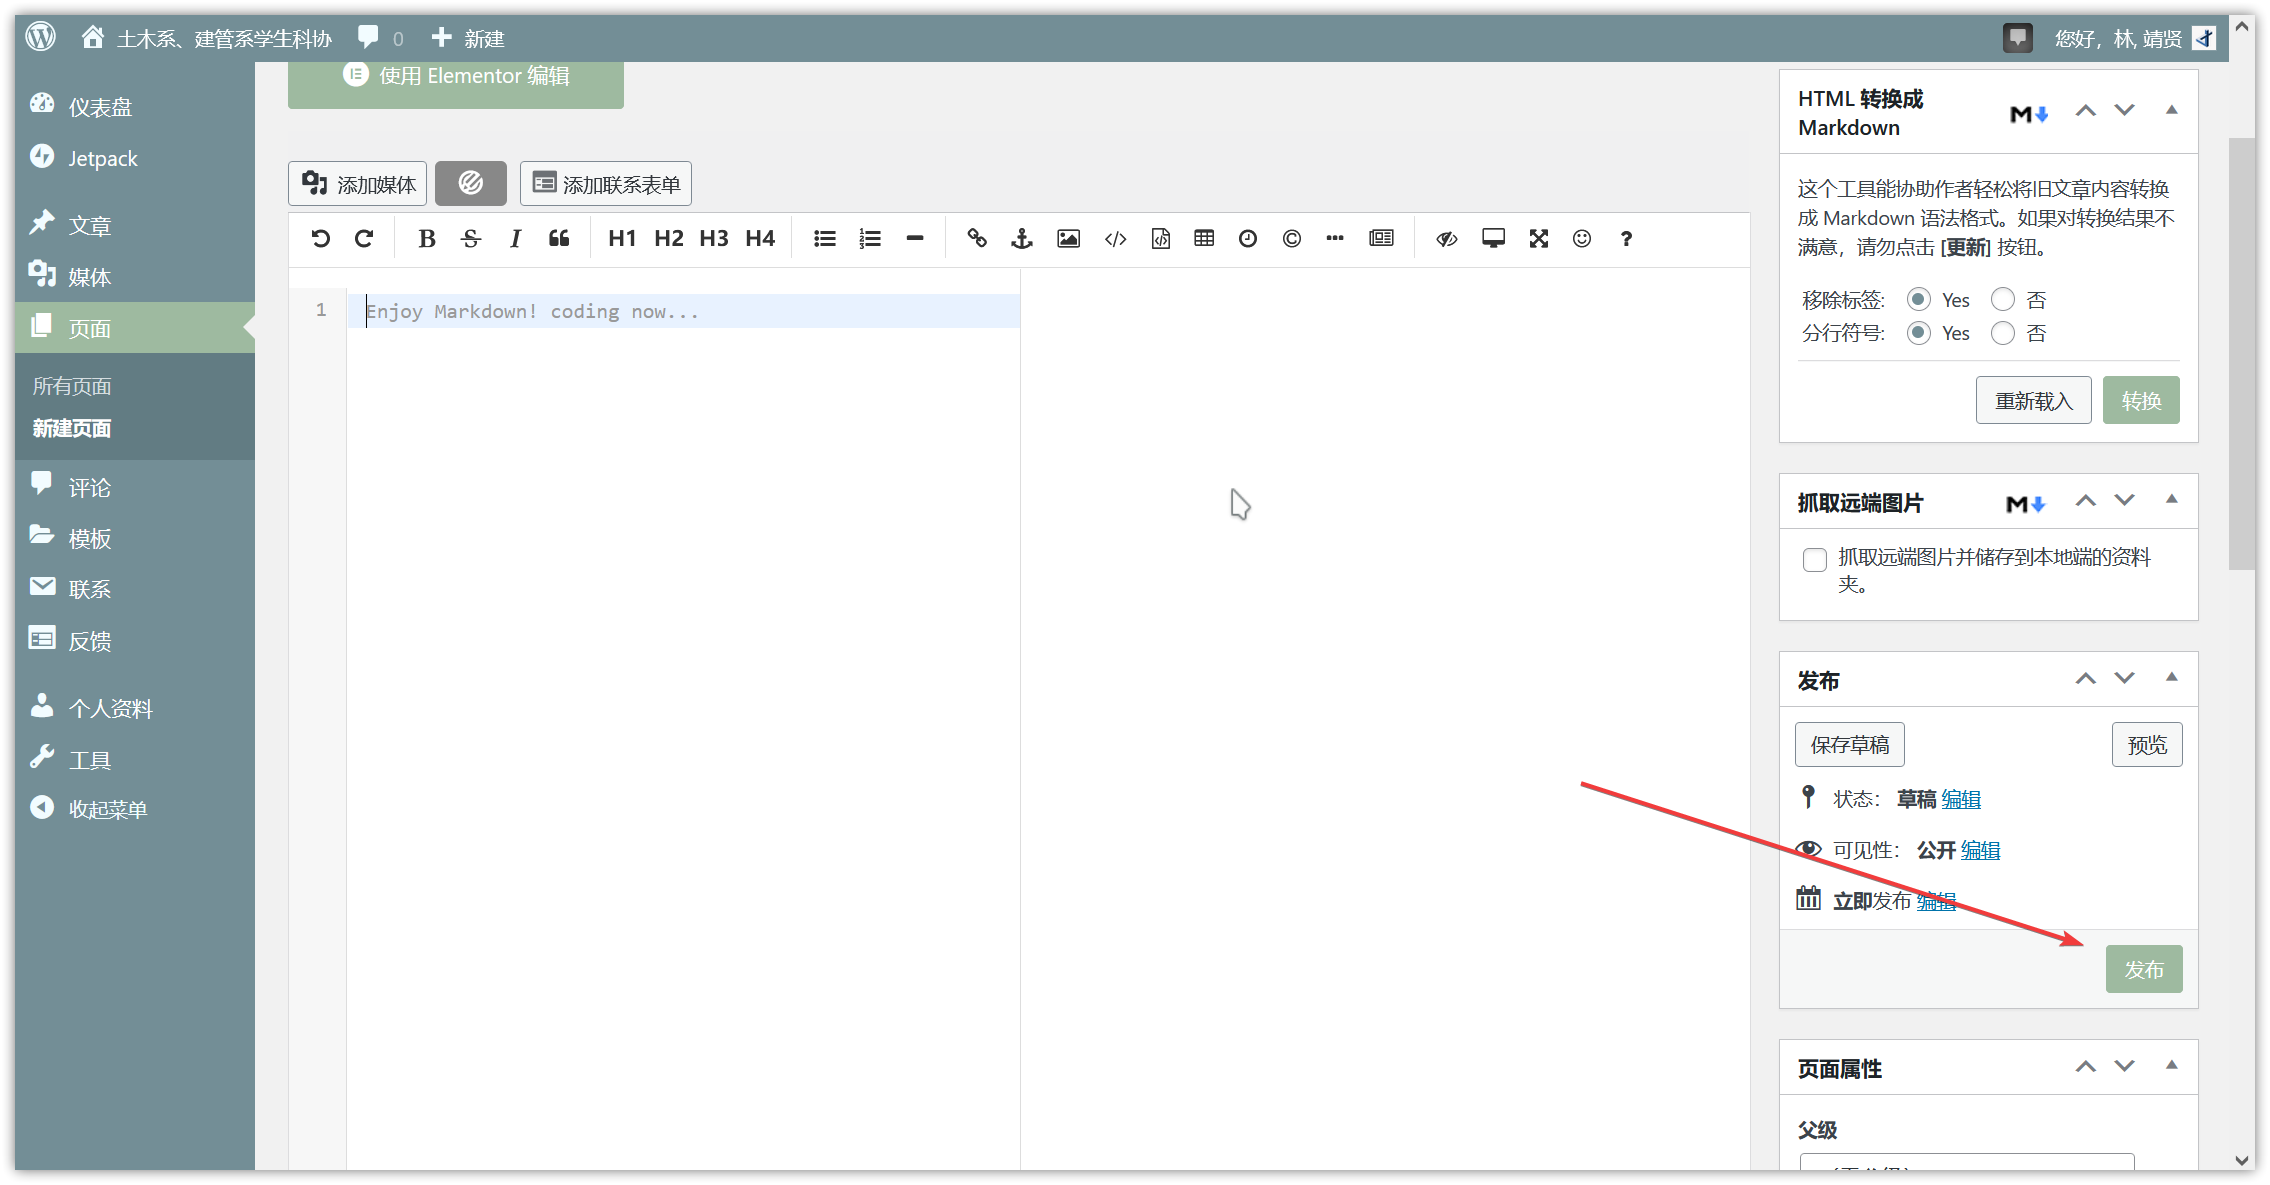 土木系、建管系学生科协
0
新建
您好，林, 靖贤
仪表盘
Jetpack
文章
媒体
页面
所有页面
新建页面
评论
模板
联系
反馈
个人资料
工具
收起菜单
使用 Elementor 编辑
添加媒体
添加联系表单
B S I H1 H2 H3 H4 ?
1
Enjoy Markdown! coding now...
HTML 转换成
Markdown
M
这个工具能协助作者轻松将旧文章内容转换
成 Markdown 语法格式。如果对转换结果不
满意，请勿点击 [更新] 按钮。
移除标签: Yes 否
分行符号: Yes 否
重新载入 转换
抓取远端图片
M
抓取远端图片并储存到本地端的资料
夹。
发布
保存草稿 预览
状态： 草稿 编辑
可见性： 公开 编辑
立即发布 编辑
发布
页面属性
父级